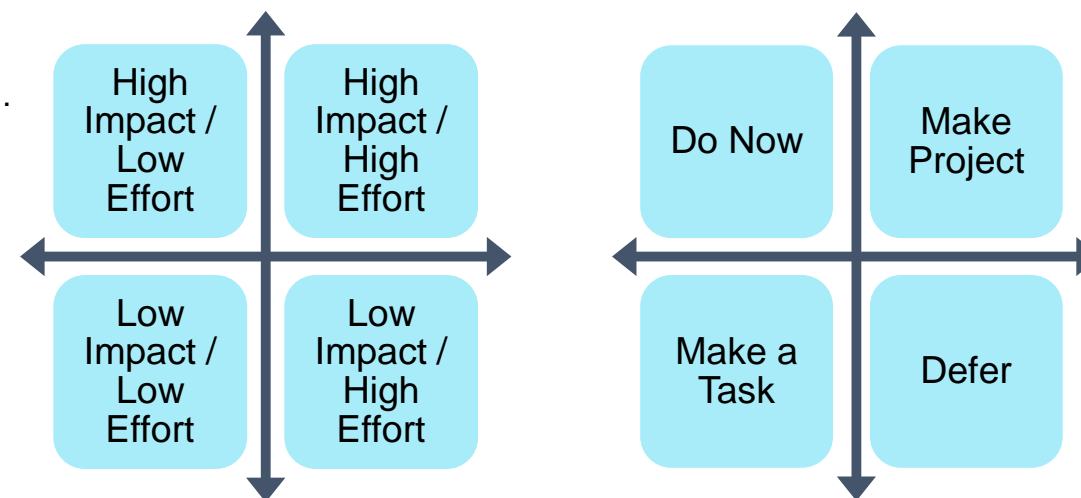 .
High
Impact /
Low
Effort
High
Impact /
High
Effort
Low
Impact /
Low
Effort
Low
Impact /
High
Effort
Do Now
Make
Project
Make a
Task
Defer